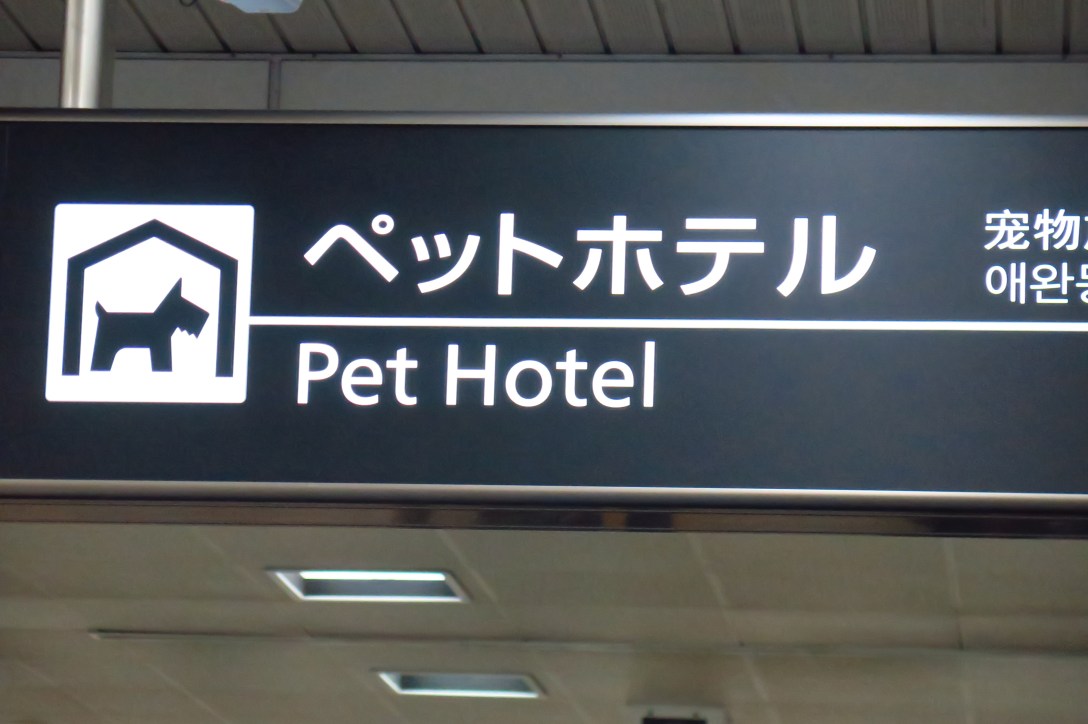 ペットホテル
Pet Hotel
宠物
애완